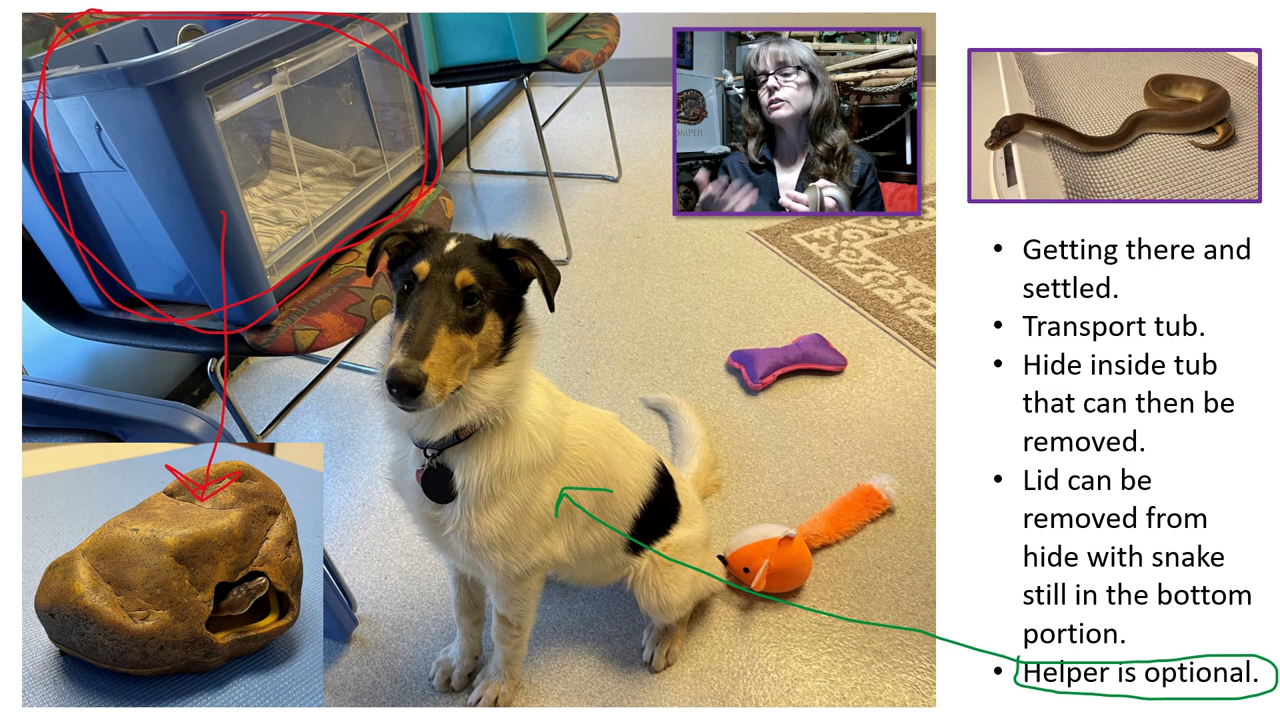 OMPEII
• Getting there and
settled.
• Transport tub.
• Hide inside tub
that can then be
removed.
• Lid can be
removed from
hide with snake
still in the bottom
portion.
• Helper is optional.